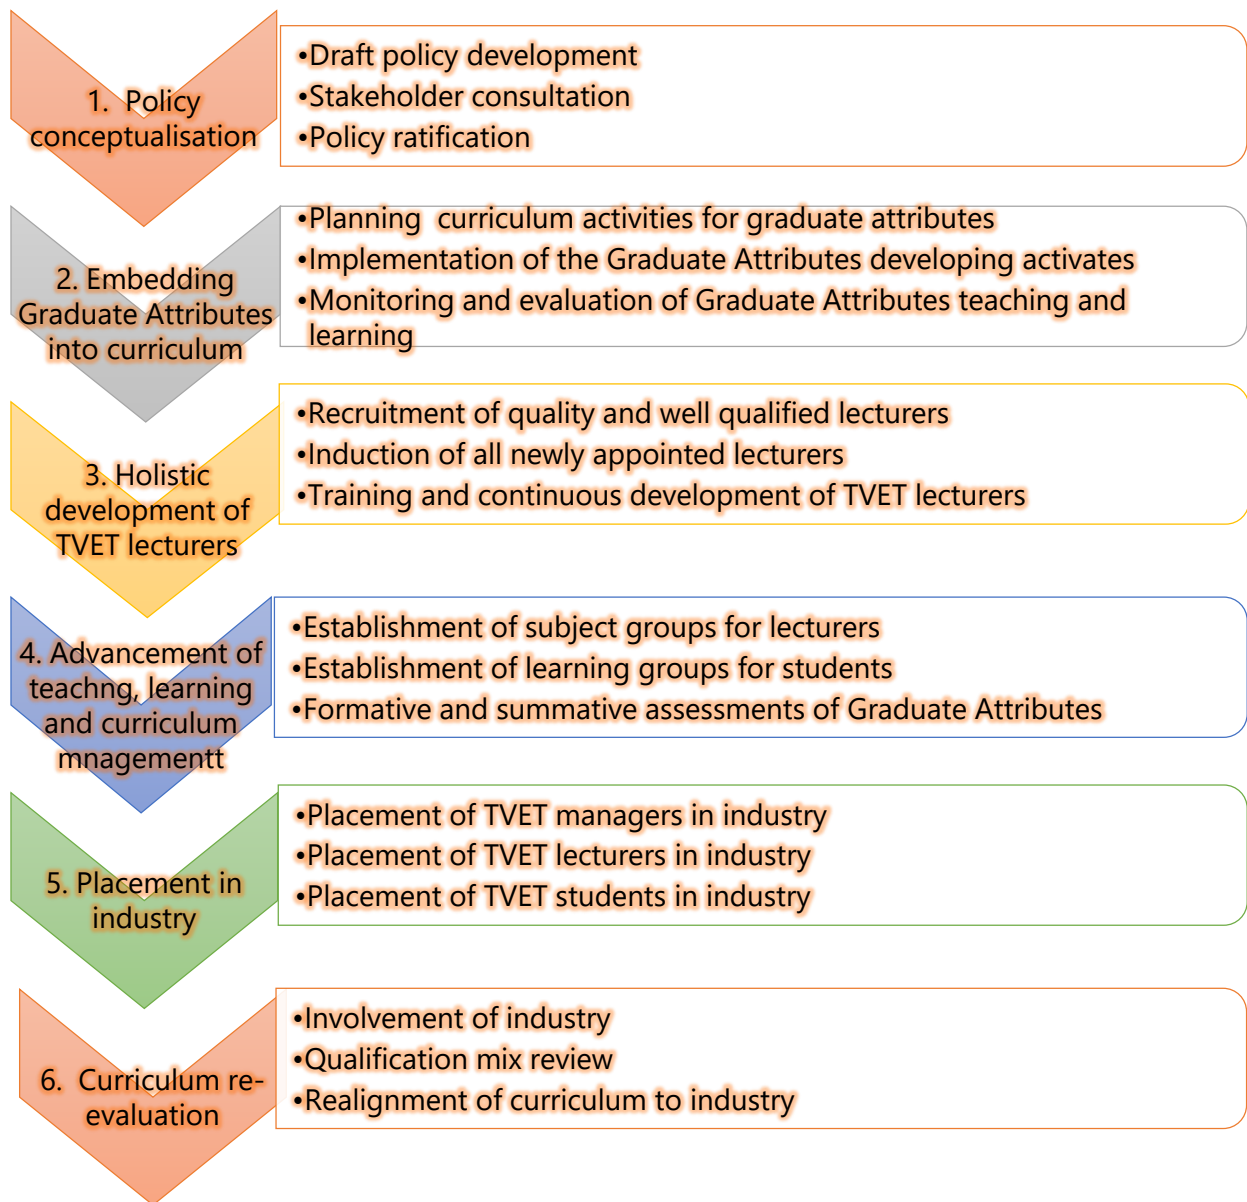 1. Policy
conceptualisation
•Draft policy development
•Stakeholder consultation
•Policy ratification
2. Embedding
Graduate Attributes
into curriculum
•Planning curriculum activities for graduate attributes
•Implementation of the Graduate Attributes developing activates
•Monitoring and evaluation of Graduate Attributes teaching and
learning
3. Holistic
development of
TVET lecturers
•Recruitment of quality and well qualified lecturers
•Induction of all newly appointed lecturers
•Training and continuous development of TVET lecturers
4. Advancement of
teachng, learning
and curriculum
mnagementt
•Establishment of subject groups for lecturers
•Establishment of learning groups for students
•Formative and summative assessments of Graduate Attributes
5. Placement in
industry
•Placement of TVET managers in industry
•Placement of TVET lecturers in industry
•Placement of TVET students in industry
6. Curriculum re-
evaluation
•Involvement of industry
•Qualification mix review
•Realignment of curriculum to industry